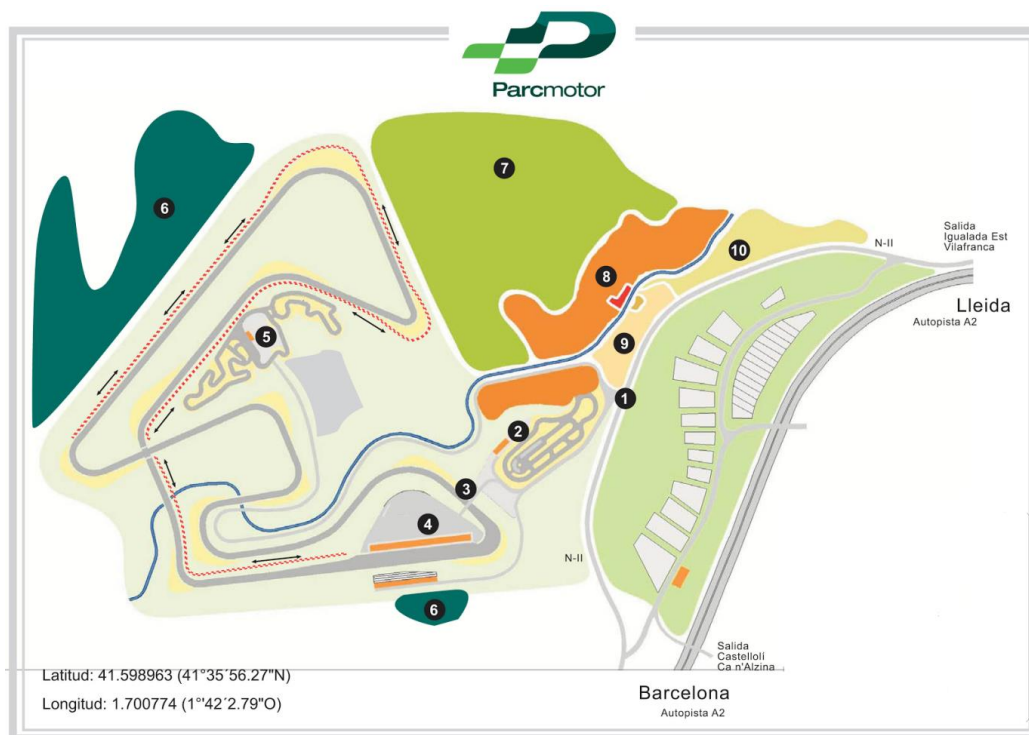 Parcmotor
7
6
Salida
Igualada Est
Vilafranca
N-II
10
8
Lleida
Autopista A2
5
9
1
2
3
4
N-II
6
Salida
Castellolí
Ca n'Alzina
Latitud: 41.598963 (41°35´56.27"N)
Longitud: 1.700774 (1°'42´2.79"O)
Barcelona
Autopista A2